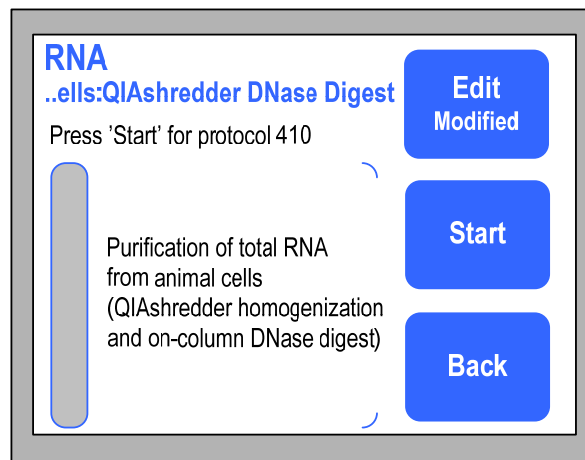 RNA
..ells:QIAshredder DNase Digest
Press 'Start' for protocol 410
Purification of total RNA
from animal cells
(QIAshredder homogenization
and on-column DNase digest)
Edit
Modified
Start
Back